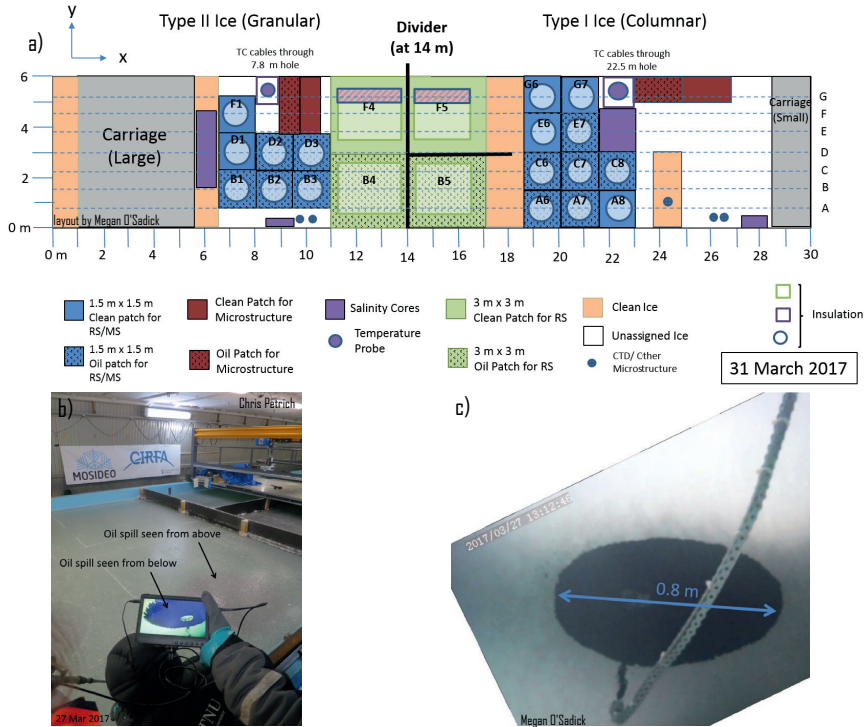 Type II Ice (Granular)
Divider
(at 14 m)
Type I Ice (Columnar)
a)
y
x
TC cables through
7.8 m hole
TC cables through
22.5 m hole
6
4
2
0 m
Carriage
(Large)
F1
D1
D2
D3
B1
B2
B3
F4
F5
B4
B5
G6
G7
E6
E7
C6
C7
C8
A6
A7
A8
Carriage
(Small)
G
F
E
D
C
B
A
layout by Megan O'Sadick
0 m
2
4
6
8
10
12
14
16
18
20
22
24
26
28
30
1.5 m x 1.5 m
Clean patch for
RS/MS
1.5 m x 1.5 m
Oil patch for
RS/MS
Clean Patch for
Microstructure
Oil Patch for
Microstructure
Salinity Cores
Temperature
Probe
3 m x 3 m
Clean Patch for RS
3 m x 3 m
Oil Patch for RS
Clean Ice
Unassigned Ice
CTD/ Other
Microstructure
Insulation
31 March 2017
b)
Chris Petrich
MOSIDEO
CIRFA
Oil spill seen from above
Oil spill seen from below
NTNU
27 Mar 2017
c)
2017/03/27 13:12:46
0.8 m
Megan O'Sadick